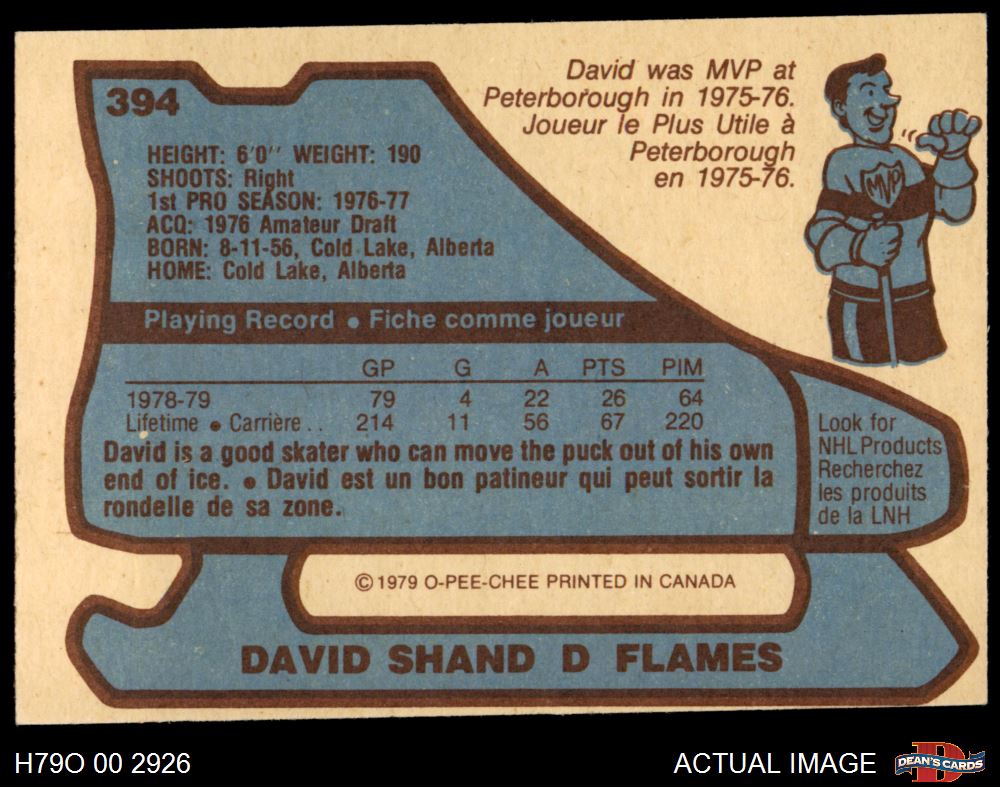 394
David was MVP at
Peterborough in 1975-76.
Joueur le Plus Utile à
Peterborough
en 1975-76.
MVP
HEIGHT: 6'0" WEIGHT: 190
SHOOTS: Right
1st PRO SEASON: 1976-77
ACQ: 1976 Amateur Draft
BORN: 8-11-56, Cold Lake, Alberta
HOME: Cold Lake, Alberta
Playing Record • Fiche comme joueur
GP G A PTS PIM
1978-79 79 4 22 26 64
Lifetime • Carrière . . 214 11 56 67 220
David is a good skater who can move the puck out of his own
end of ice. • David est un bon patineur qui peut sortir la
rondelle de sa zone.
Look for
NHL Products
Recherchez
les produits
de la LNH
© 1979 O-PEE-CHEE PRINTED IN CANADA
DAVID SHAND D FLAMES
H79O 00 2926
ACTUAL IMAGE
D
DEAN'S CARDS